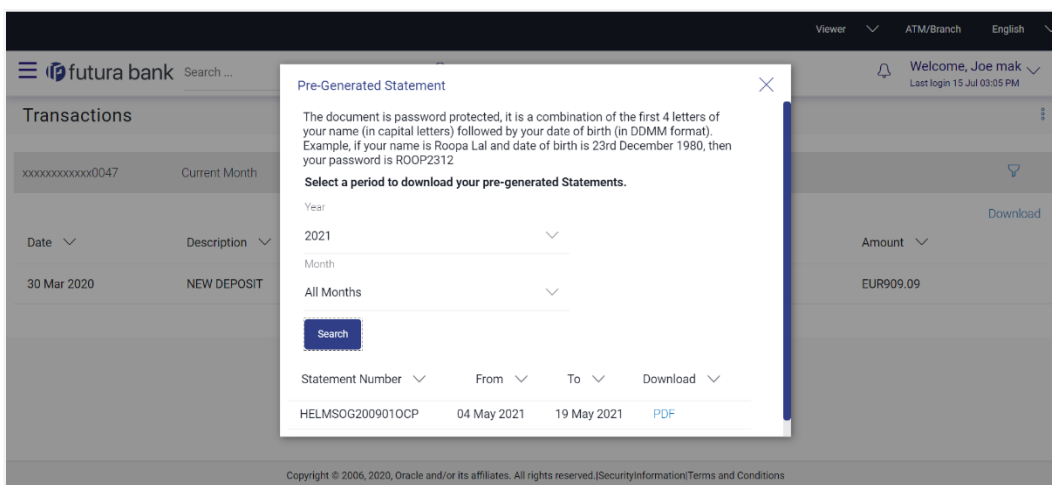 Viewer ATM/Branch English
futura bank Search ... Welcome, Joe mak
Last login 15 Jul 03:05 PM
Pre-Generated Statement
Transactions
The document is password protected, it is a combination of the first 4 letters of
your name (in capital letters) followed by your date of birth (in DDMM format).
Example, if your name is Roopa Lal and date of birth is 23rd December 1980, then
your password is ROOP2312
xxxxxxxxxxxx0047 Current Month
Select a period to download your pre-generated Statements.
Year
Download
2021
Date Description Amount
Month
30 Mar 2020 NEW DEPOSIT EUR909.09
All Months
Search
Statement Number From To Download
HELMSOG200901OCP 04 May 2021 19 May 2021 PDF
Copyright © 2006, 2020, Oracle and/or its affiliates. All rights reserved.|SecurityInformation|Terms and Conditions